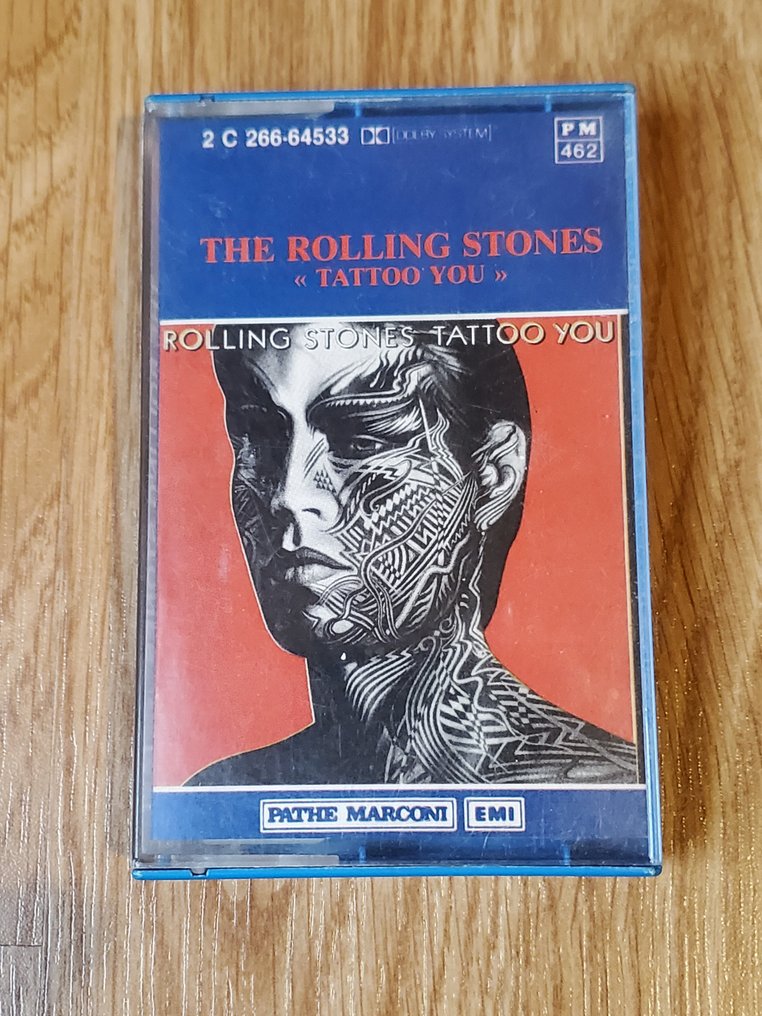 2 C 266-64533 DOLBY SYSTEM PM
462
THE ROLLING STONES
« TATTOO YOU »
ROLLING STONES TATTOO YOU
PATHE MARCONI EMI